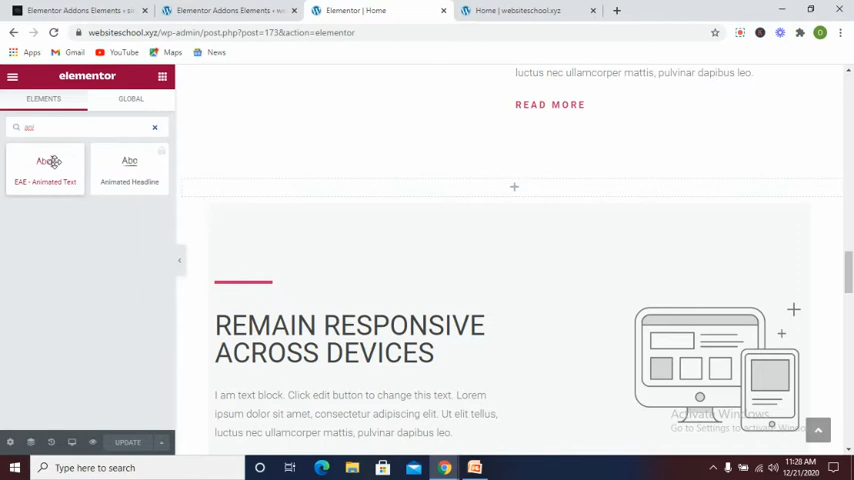 Elementor Addons Elements ‹ si
Elementor Addons Elements ‹ w
Elementor | Home
Home | websiteschool.xyz
websiteschool.xyz/wp-admin/post.php?post=173&action=elementor
Apps
Gmail
YouTube
Maps
News
elementor
ELEMENTS
GLOBAL
ani
Abc
EAE - Animated Text
Abc
Animated Headline
UPDATE
luctus nec ullamcorper mattis, pulvinar dapibus leo.
READ MORE
REMAIN RESPONSIVE
ACROSS DEVICES
I am text block. Click edit button to change this text. Lorem
ipsum dolor sit amet, consectetur adipiscing elit. Ut elit tellus,
luctus nec ullamcorper mattis, pulvinar dapibus leo.
Activate Windows
Go to Settings to activate Windows.
Type here to search
11:28 AM
12/21/2020